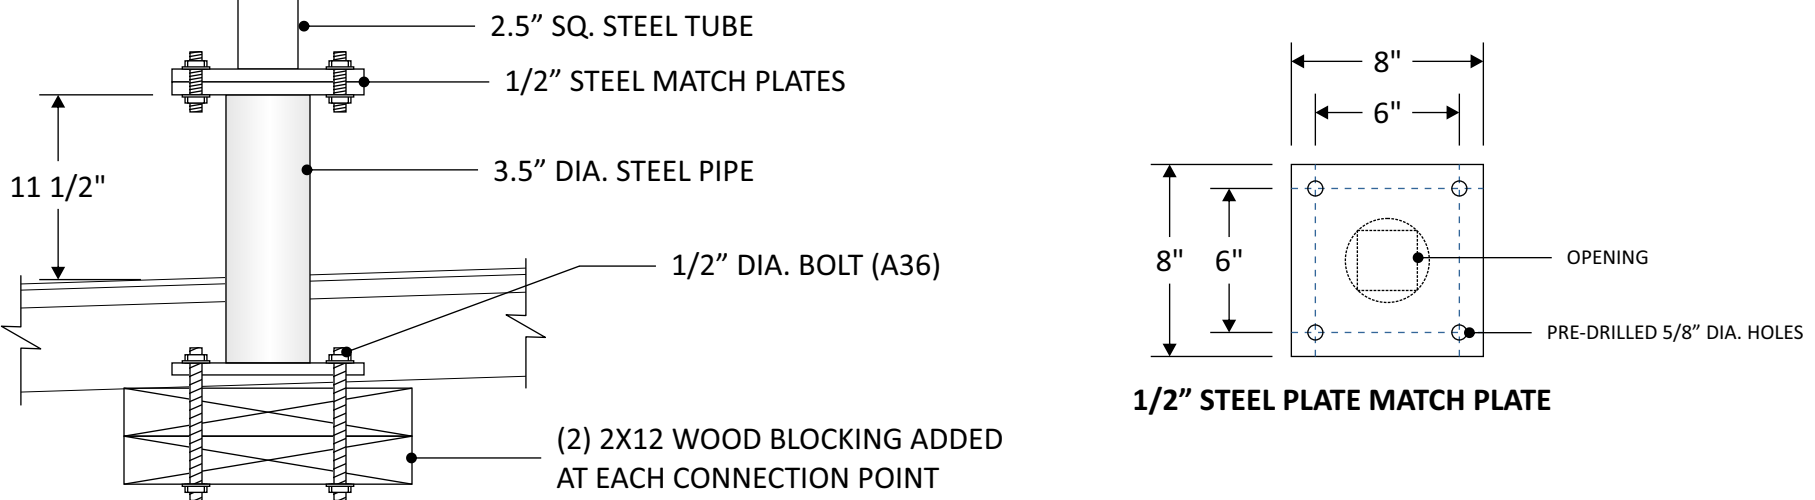 2.5” SQ. STEEL TUBE
1/2” STEEL MATCH PLATES
3.5” DIA. STEEL PIPE
11 1/2"
1/2” DIA. BOLT (A36)
(2) 2X12 WOOD BLOCKING ADDED
AT EACH CONNECTION POINT
8"
6"
8"
6"
OPENING
PRE-DRILLED 5/8” DIA. HOLES
1/2” STEEL PLATE MATCH PLATE